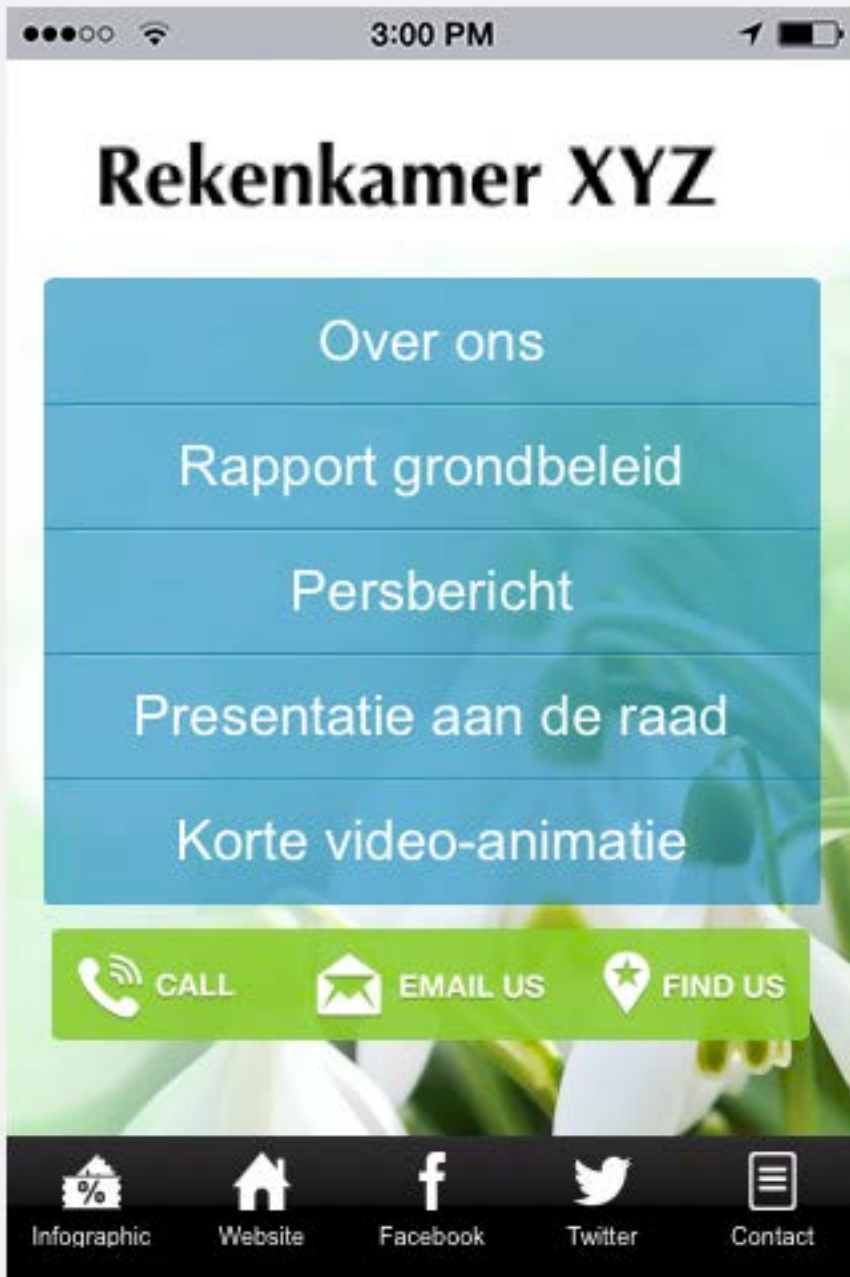 3:00 PM
Rekenkamer XYZ
Over ons
Rapport grondbeleid
Persbericht
Presentatie aan de raad
Korte video-animatie
CALL EMAIL US FIND US
%
Infographic Website Facebook Twitter Contact